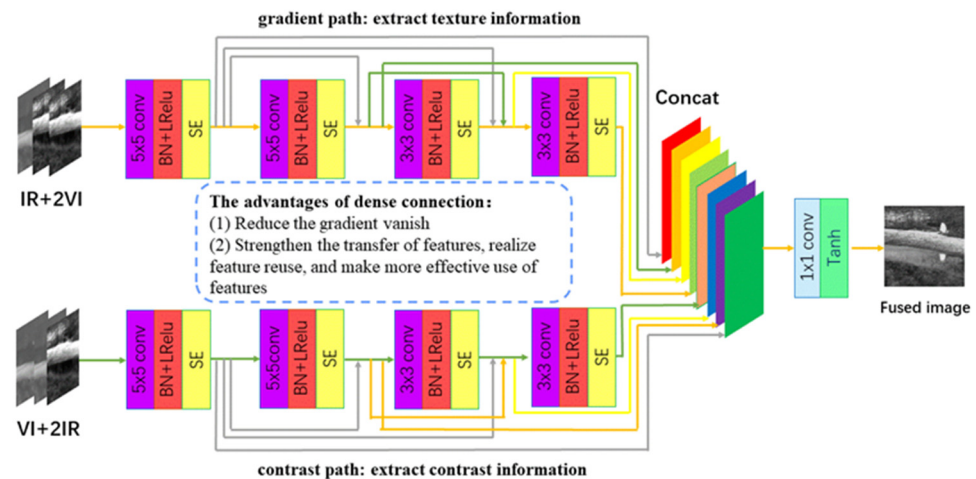 gradient path: extract texture information
5x5 conv
BN+LRelu
SE
5x5 conv
BN+LRelu
SE
3x3 conv
BN+LRelu
SE
3x3 conv
BN+LRelu
SE
Concat
IR+2VI
The advantages of dense connection:
(1) Reduce the gradient vanish
(2) Strengthen the transfer of features, realize
feature reuse, and make more effective use of
features
1x1 conv
Tanh
Fused image
5x5 conv
BN+LRelu
SE
5x5conv
BN+LRelu
SE
3x3 conv
BN+LRelu
SE
3x3 conv
BN+LRelu
SE
VI+2IR
contrast path: extract contrast information